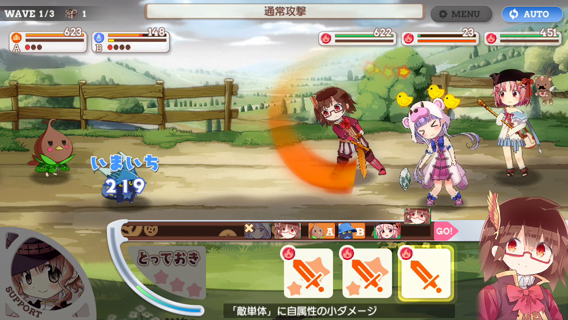 WAVE 1/3 1
通常攻撃
MENU
AUTO
A 623
B 148
622
23
451
いまいち
219
A B GO!
とっておき
SUPPORT
「敵単体」に自属性の小ダメージ